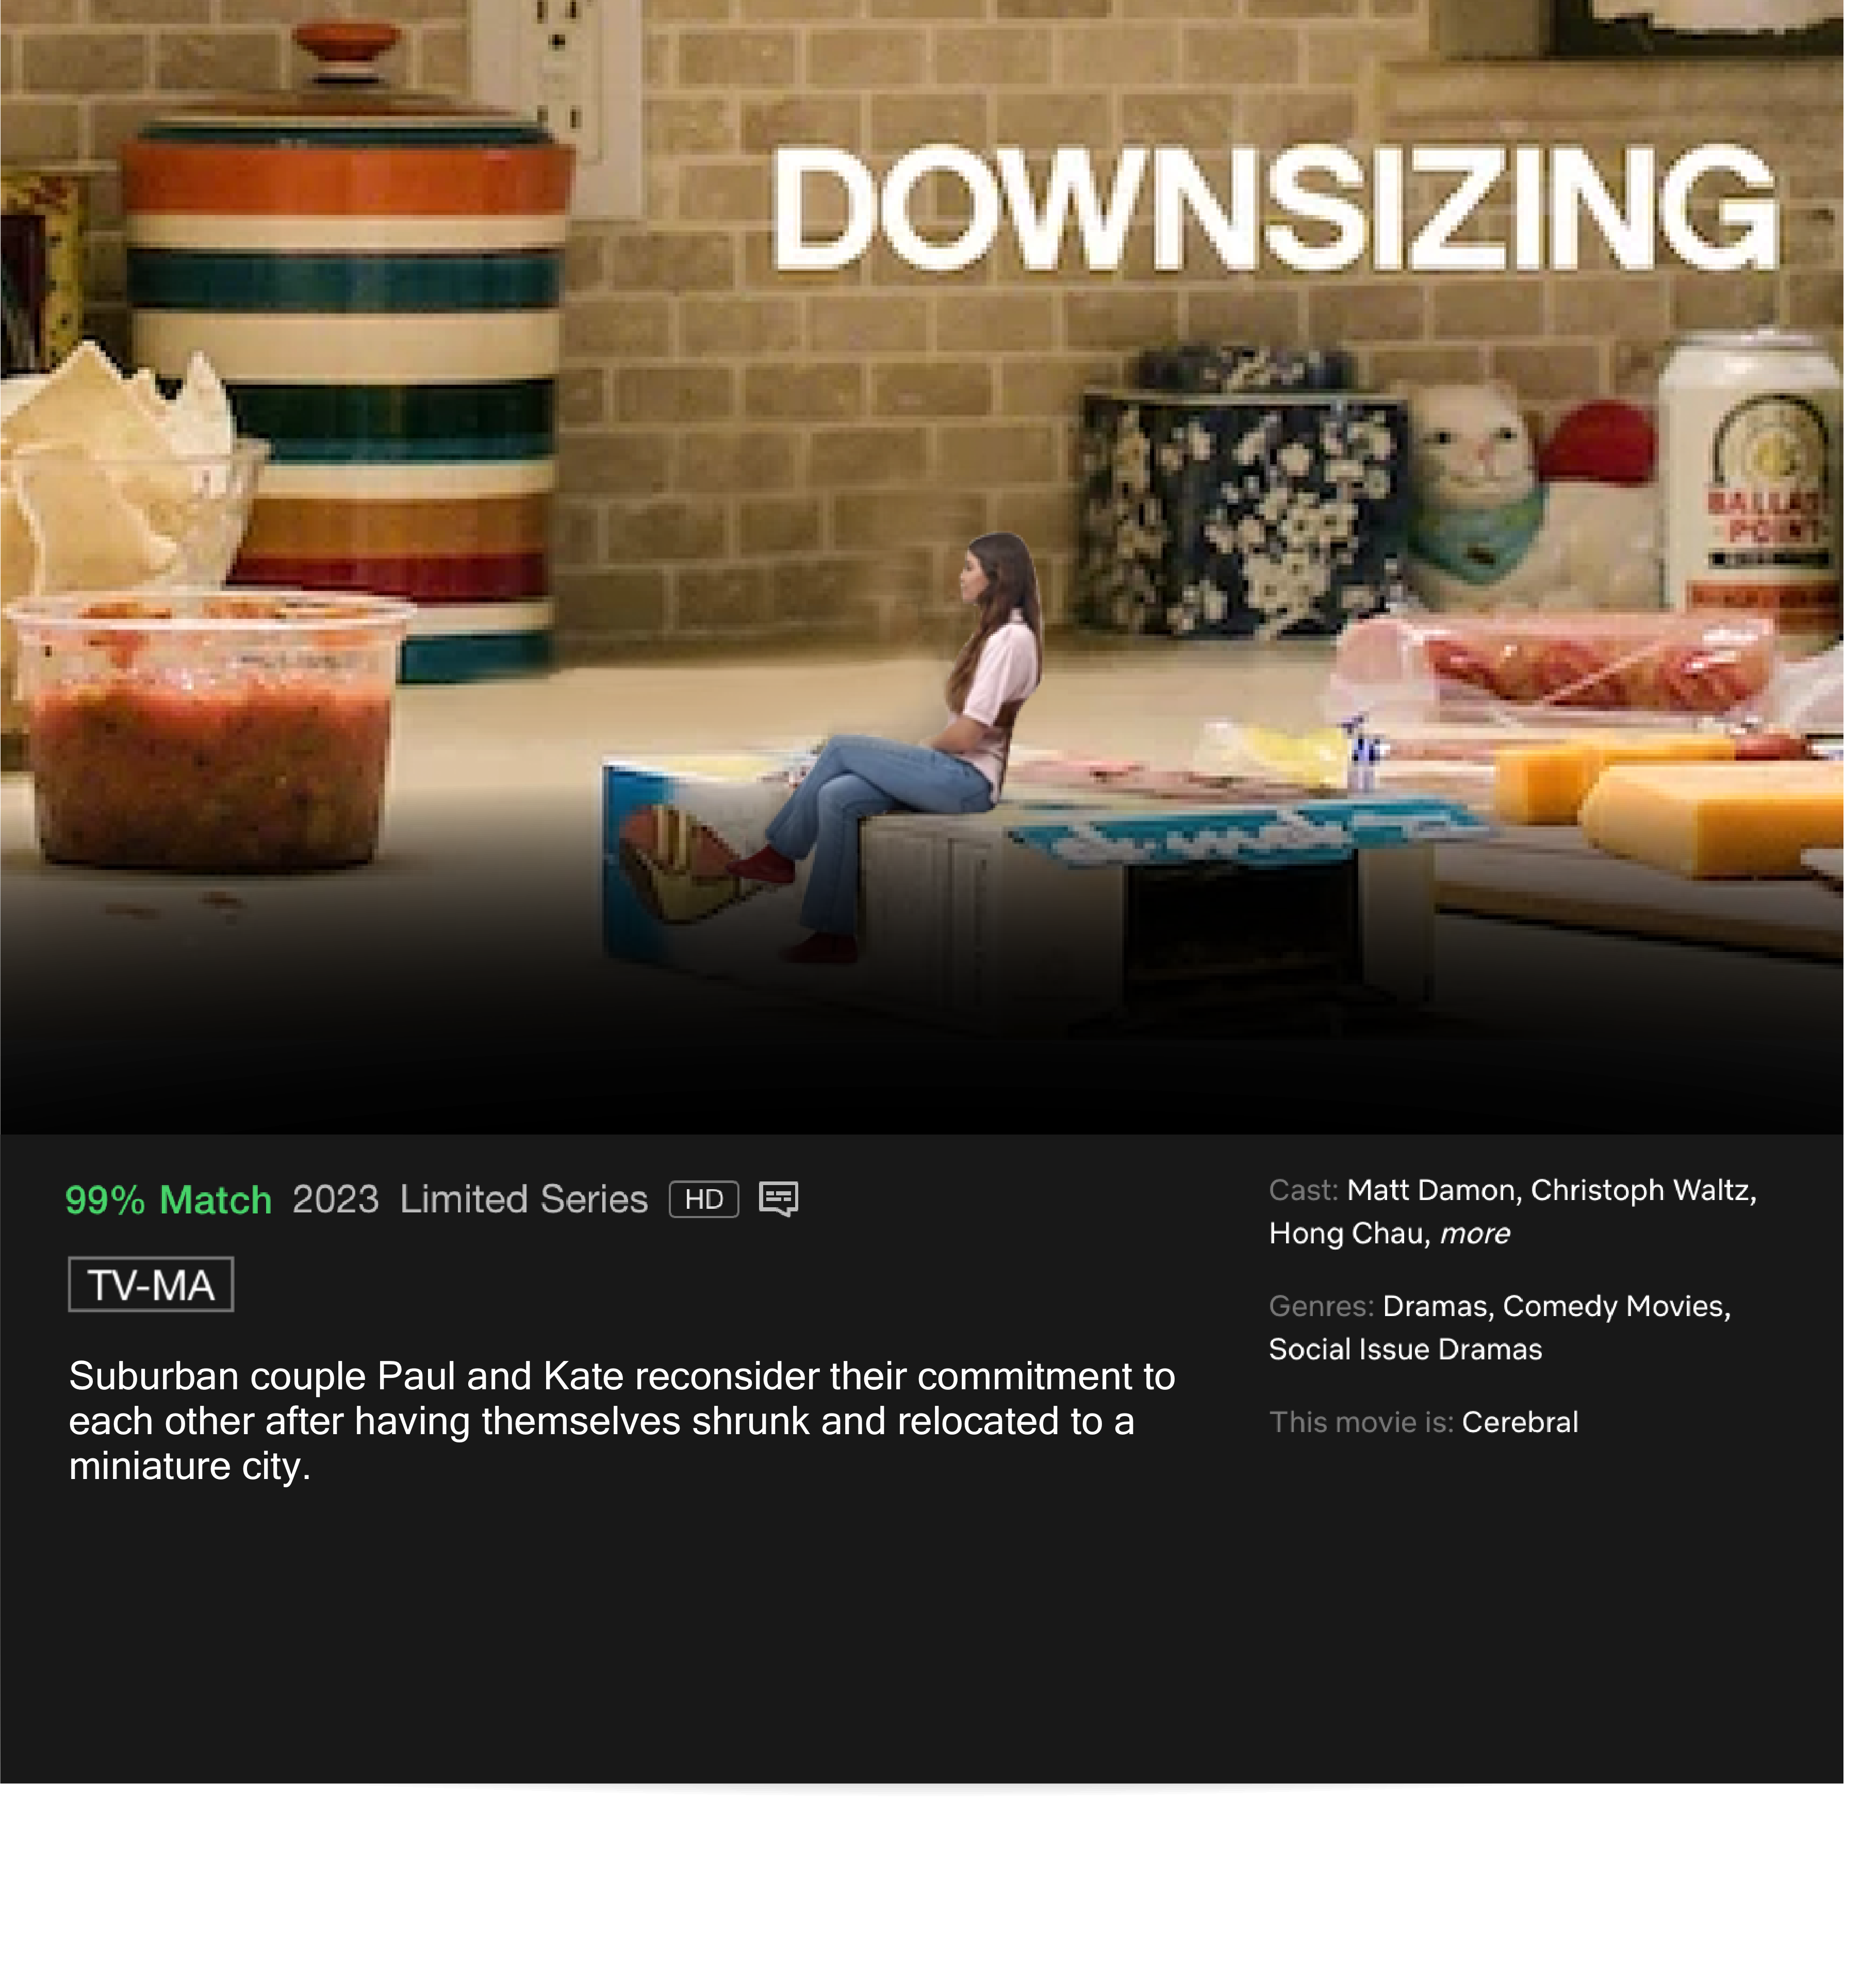 DOWNSIZING
BALLAST
POINT
99% Match 2023 Limited Series HD
TV-MA
Suburban couple Paul and Kate reconsider their commitment to
each other after having themselves shrunk and relocated to a
miniature city.
Cast: Matt Damon, Christoph Waltz,
Hong Chau, more
Genres: Dramas, Comedy Movies,
Social Issue Dramas
This movie is: Cerebral